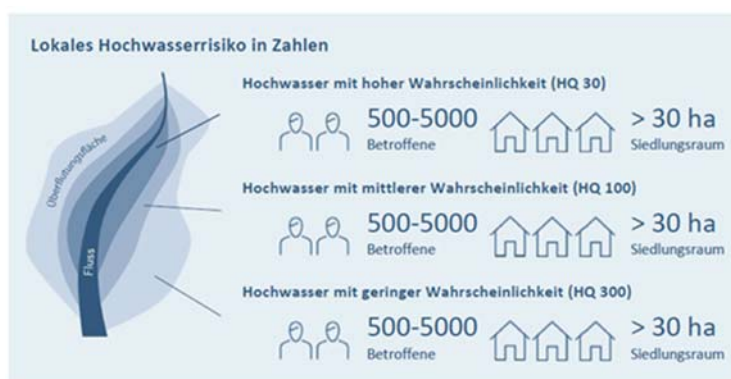 Lokales Hochwasserrisiko in Zahlen
Überflutungsfläche
Fluss
Hochwasser mit hoher Wahrscheinlichkeit (HQ 30)
500-5000
Betroffene
> 30 ha
Siedlungsraum
Hochwasser mit mittlerer Wahrscheinlichkeit (HQ 100)
500-5000
Betroffene
> 30 ha
Siedlungsraum
Hochwasser mit geringer Wahrscheinlichkeit (HQ 300)
500-5000
Betroffene
> 30 ha
Siedlungsraum